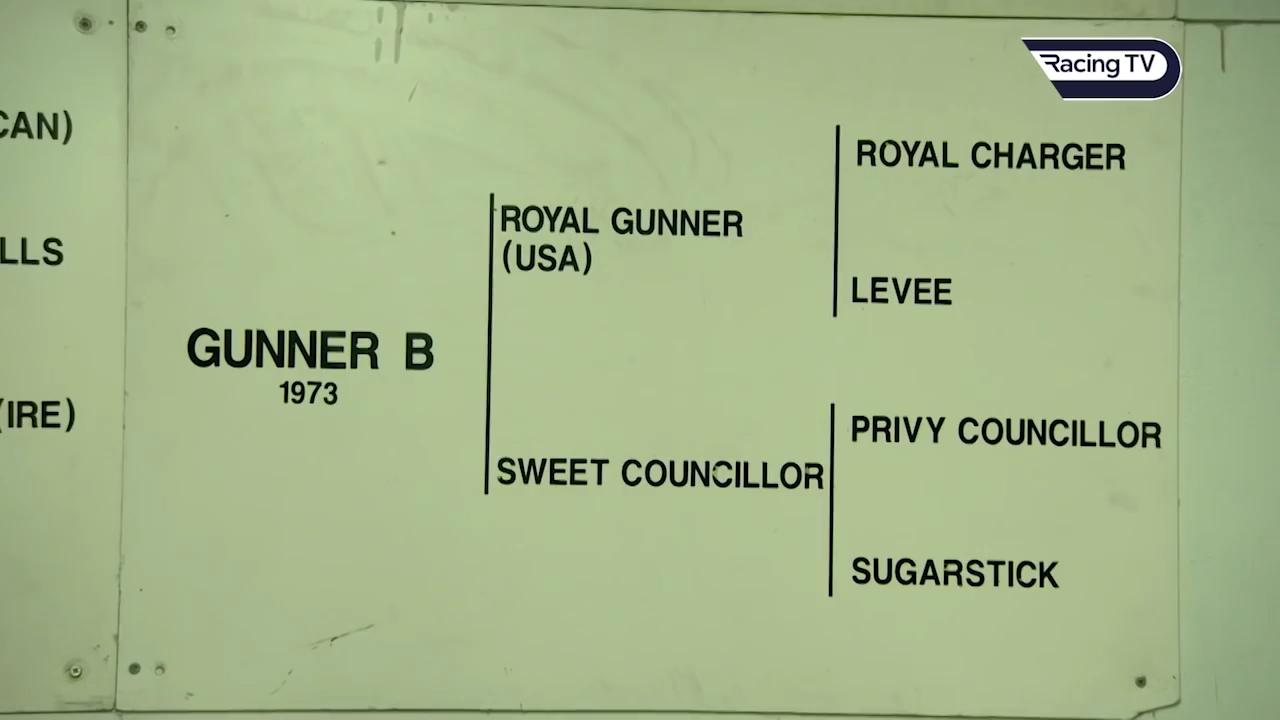 Racing TV
CAN)
LLS
(IRE)
GUNNER B
1973
ROYAL GUNNER
(USA)
SWEET COUNCILLOR
ROYAL CHARGER
LEVEE
PRIVY COUNCILLOR
SUGARSTICK